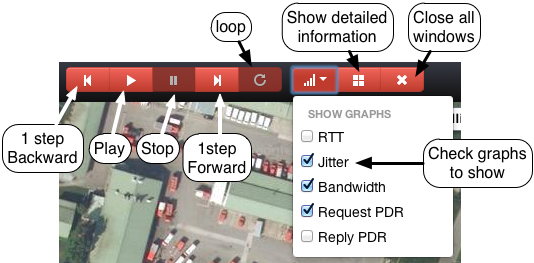 loop
Show detailed
information
Close all
windows
1 step
Backward
Play
Stop
1step
Forward
SHOW GRAPHS
RTT
Jitter
Bandwidth
Request PDR
Reply PDR
Check graphs
to show